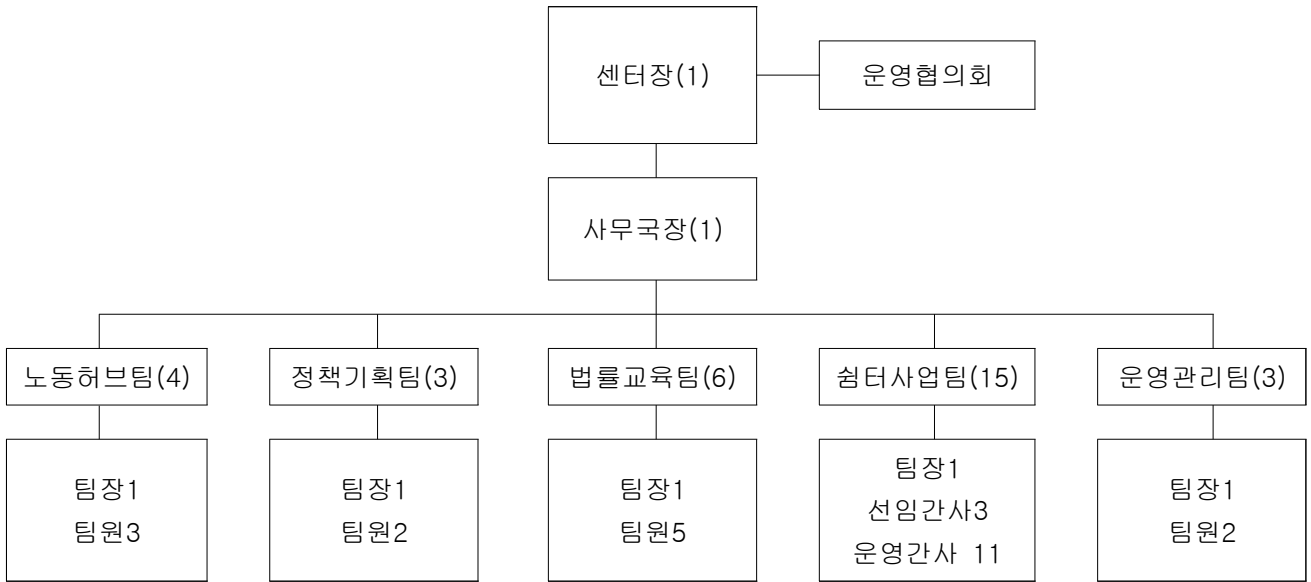 센터장(1)
운영협의회
사무국장(1)
노동허브팀(4)
정책기획팀(3)
법률교육팀(6)
쉼터사업팀(15)
운영관리팀(3)
팀장1
팀원3
팀장1
팀원2
팀장1
팀원5
팀장1
선임간사3
운영간사 11
팀장1
팀원2